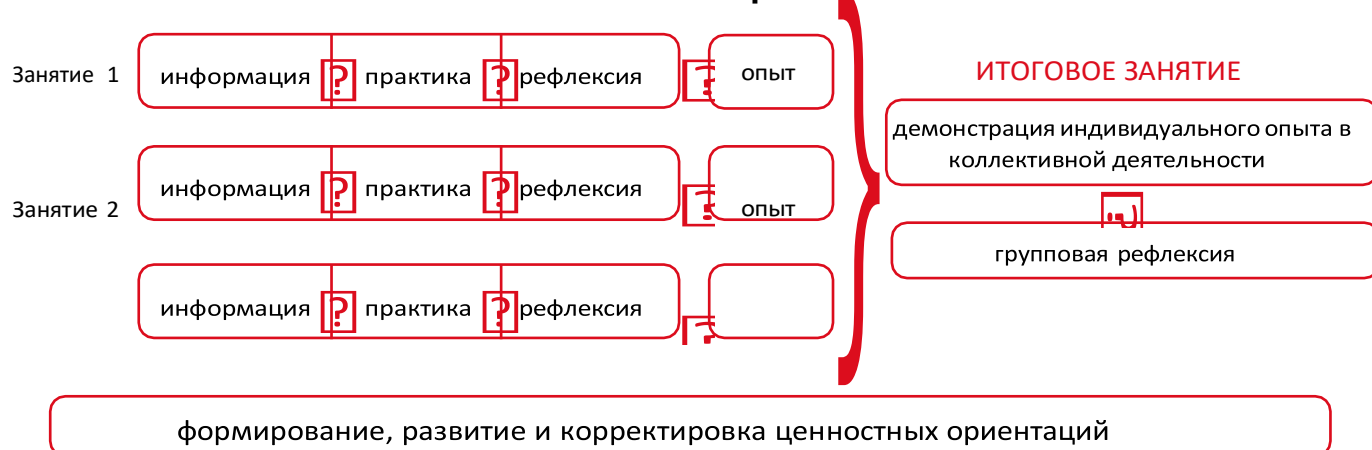 Занятие 1
информация ? практика ? рефлексия ? опыт
ИТОГОВОЕ ЗАНЯТИЕ
демонстрация индивидуального опыта в
коллективной деятельности
Занятие 2
информация ? практика ? рефлексия ? опыт
групповая рефлексия
информация ? практика ? рефлексия
формирование, развитие и корректировка ценностных ориентаций